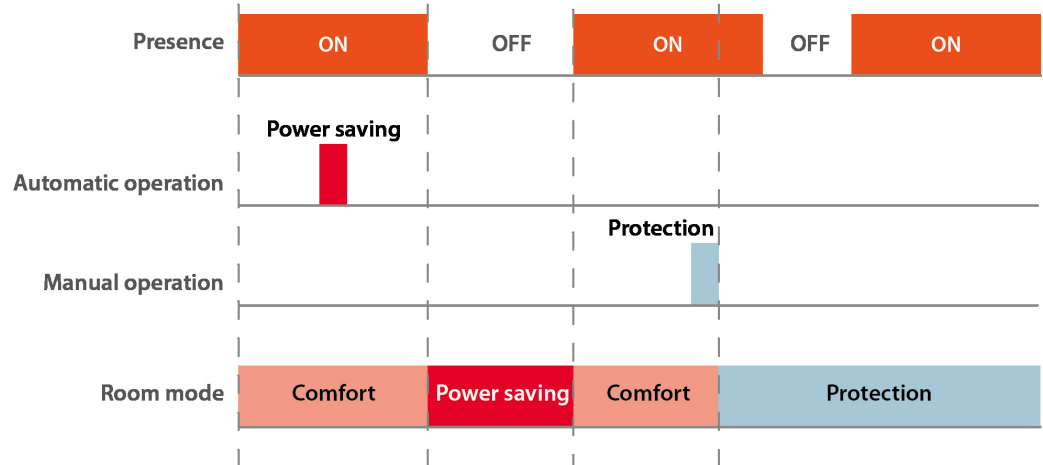 Presence
ON
OFF
ON
OFF
ON
Power saving
Automatic operation
Protection
Manual operation
Room mode
Comfort
Power saving
Comfort
Protection